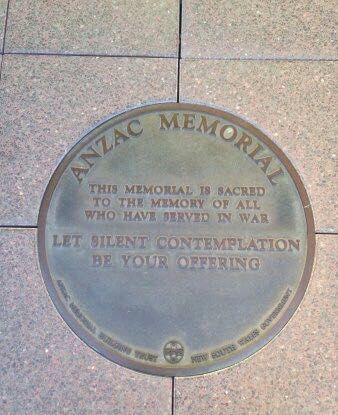 ANZAC MEMORIAL
THIS MEMORIAL IS SACRED
TO THE MEMORY OF ALL
WHO HAVE SERVED IN WAR
LET SILENT CONTEMPLATION
BE YOUR OFFERING
ANZAC MEMORIAL BUILDING TRUST
NEW SOUTH WALES GOVERNMENT